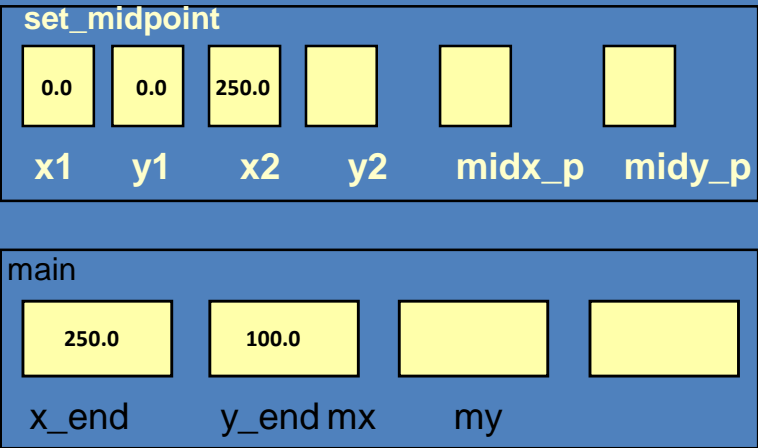 set_midpoint
0.0 0.0 250.0
x1 y1 x2 y2 midx_p midy_p
main
250.0 100.0
x_end y_end mx my